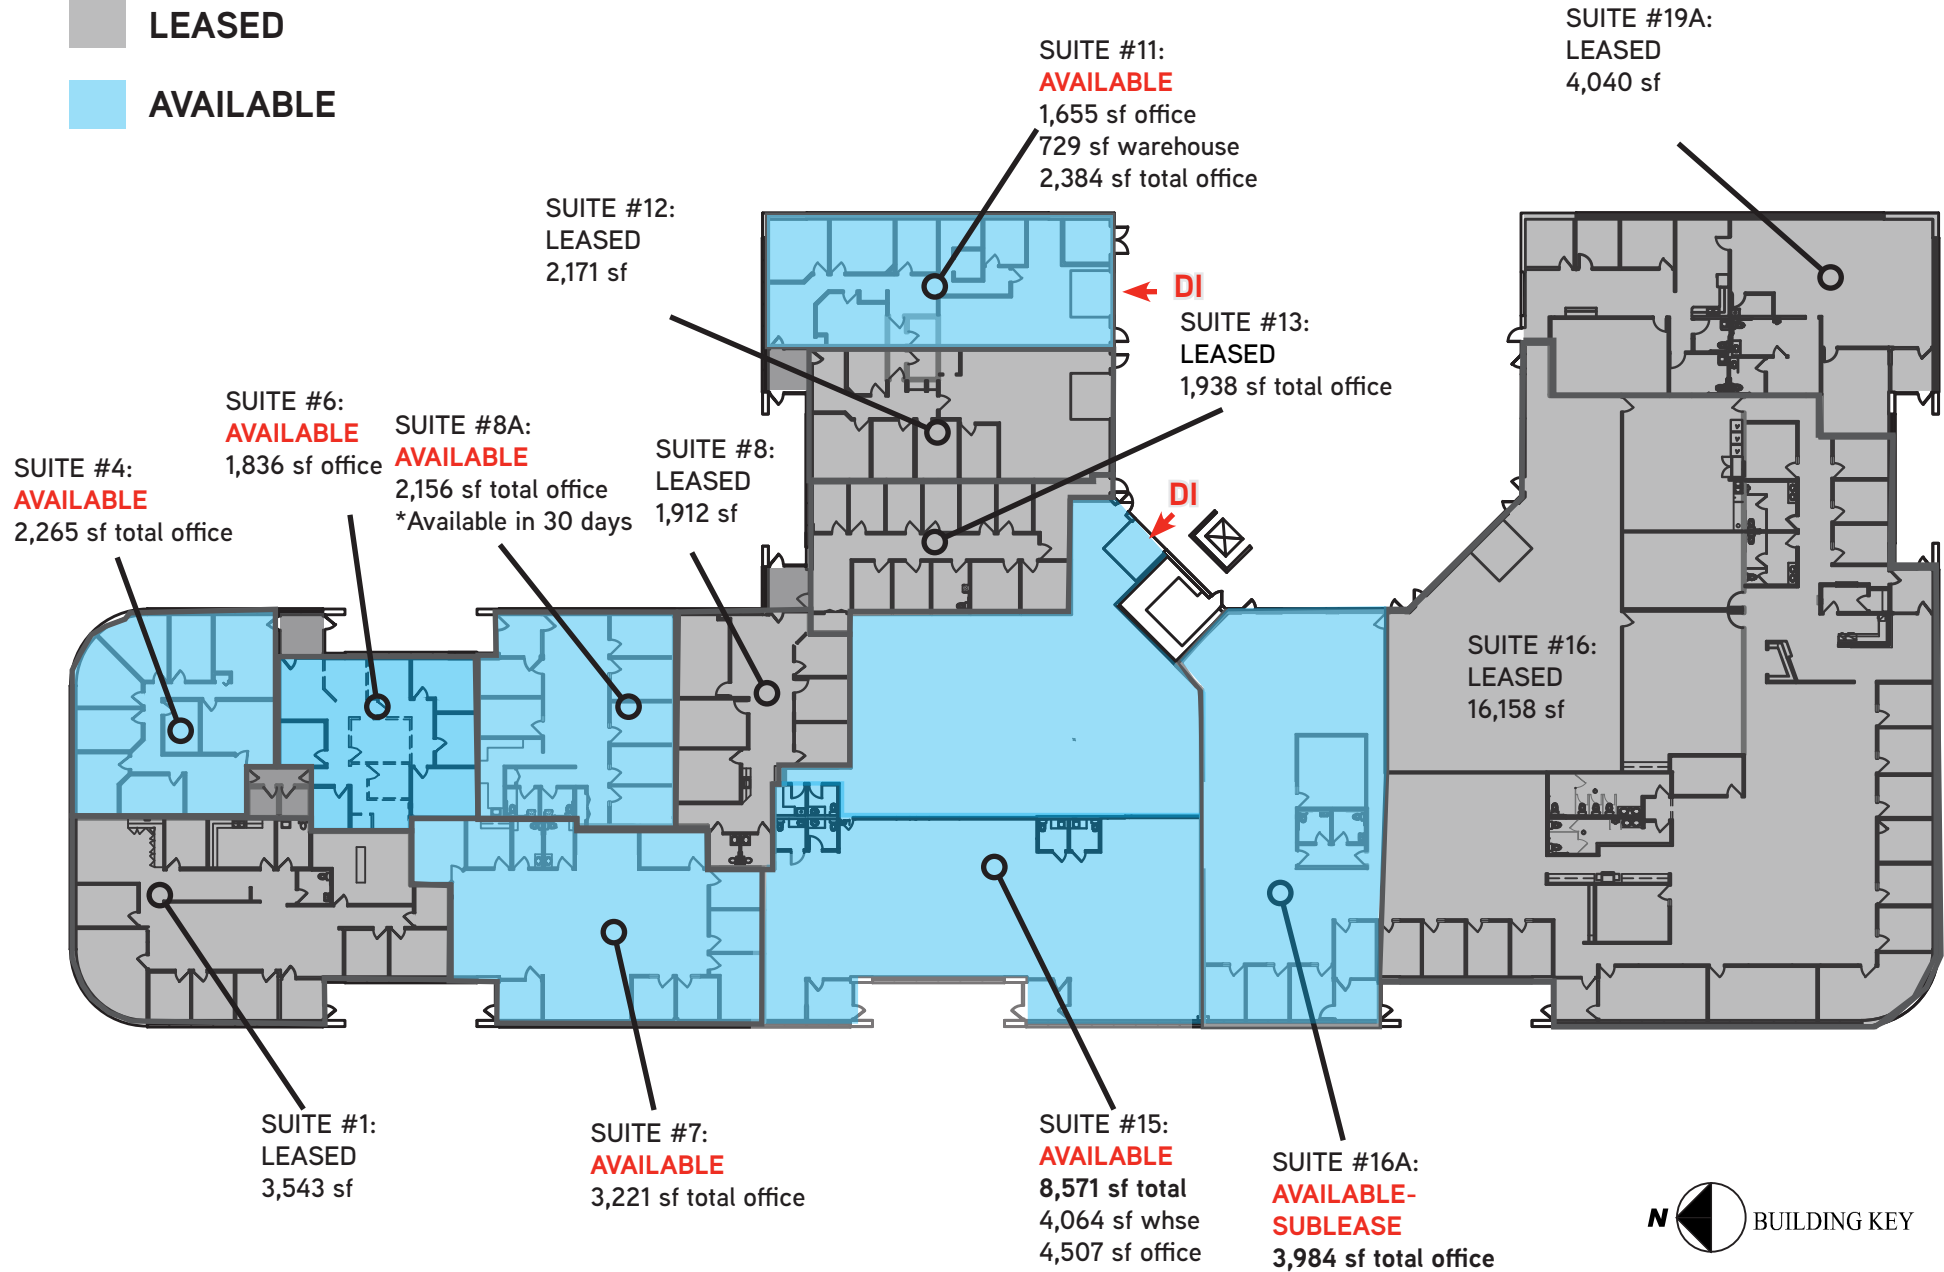 LEASED
AVAILABLE
SUITE #19A:
LEASED
4,040 sf
SUITE #11:
AVAILABLE
1,655 sf office
729 sf warehouse
2,384 sf total office
SUITE #12:
LEASED
2,171 sf
DI
SUITE #13:
LEASED
1,938 sf total office
SUITE #6:
AVAILABLE
1,836 sf office
SUITE #8A:
AVAILABLE
2,156 sf total office
*Available in 30 days
SUITE #8:
LEASED
1,912 sf
SUITE #4:
AVAILABLE
2,265 sf total office
DI
SUITE #16:
LEASED
16,158 sf
SUITE #1:
LEASED
3,543 sf
SUITE #7:
AVAILABLE
3,221 sf total office
SUITE #15:
AVAILABLE
8,571 sf total
4,064 sf whse
4,507 sf office
SUITE #16A:
AVAILABLE-
SUBLEASE
3,984 sf total office
N BUILDING KEY